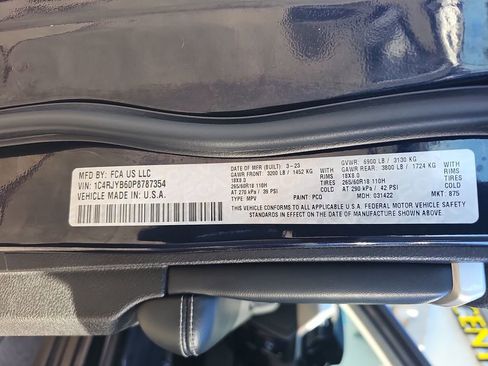 MFD BY: FCA US LLC
VIN: 1C4RJYB6DP8787354
VEHICLE MADE IN: U.S.A.
DATE OF MFR (BUILT): 3-23
GAWR FRONT: 3200 LB / 1452 KG
18X8.0
265/60R18 110H
AT 270 kPa / 39 PSI
TYPE: MPV PAINT: PCQ
WITH
RIMS
TIRES
COLD
GVWR: 6900 LB / 3130 KG
GAWR REAR: 3800 LB / 1724 KG
18X8.0
265/60R18 110H
AT 290 kPa / 42 PSI
MDH: 031422 MKT: 875
WITH
RIMS
TIRES
COLD
THIS VEHICLE CONFORMS TO ALL APPLICABLE U.S.A. FEDERAL MOTOR VEHICLE SAFETY
STANDARDS IN EFFECT ON THE DATE OF MANUFACTURE SHOWN ABOVE.
CENT